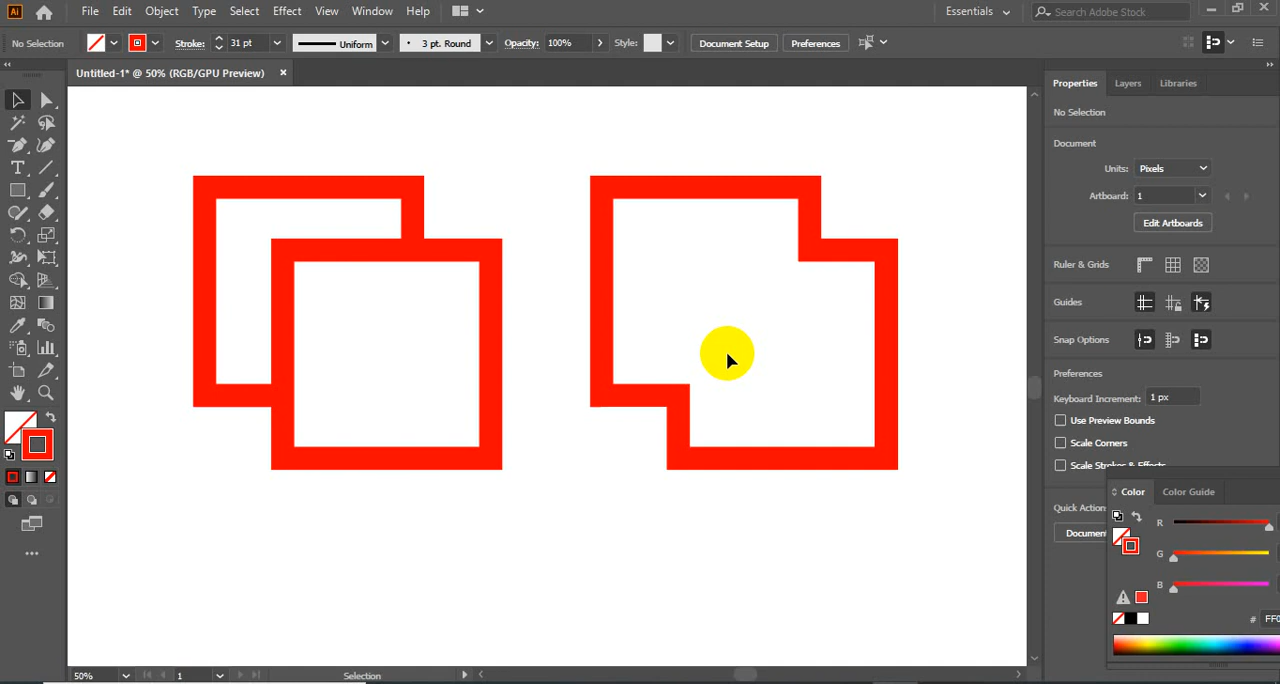 Ai File Edit Object Type Select Effect View Window Help Essentials Search Adobe Stock
No Selection Stroke: 31 pt Uniform 3 pt. Round Opacity: 100% Style: Document Setup Preferences
Untitled-1* @ 50% (RGB/GPU Preview)
Properties Layers Libraries
No Selection
Document
Units: Pixels
Artboard: 1
Edit Artboards
Ruler & Grids
Guides
Snap Options
Preferences
Keyboard Increment: 1 px
Use Preview Bounds
Scale Corners
Scale Strokes & Effects
Color Color Guide
Quick Action
Documen
R
G
B
# FF0
50% 1 Selection